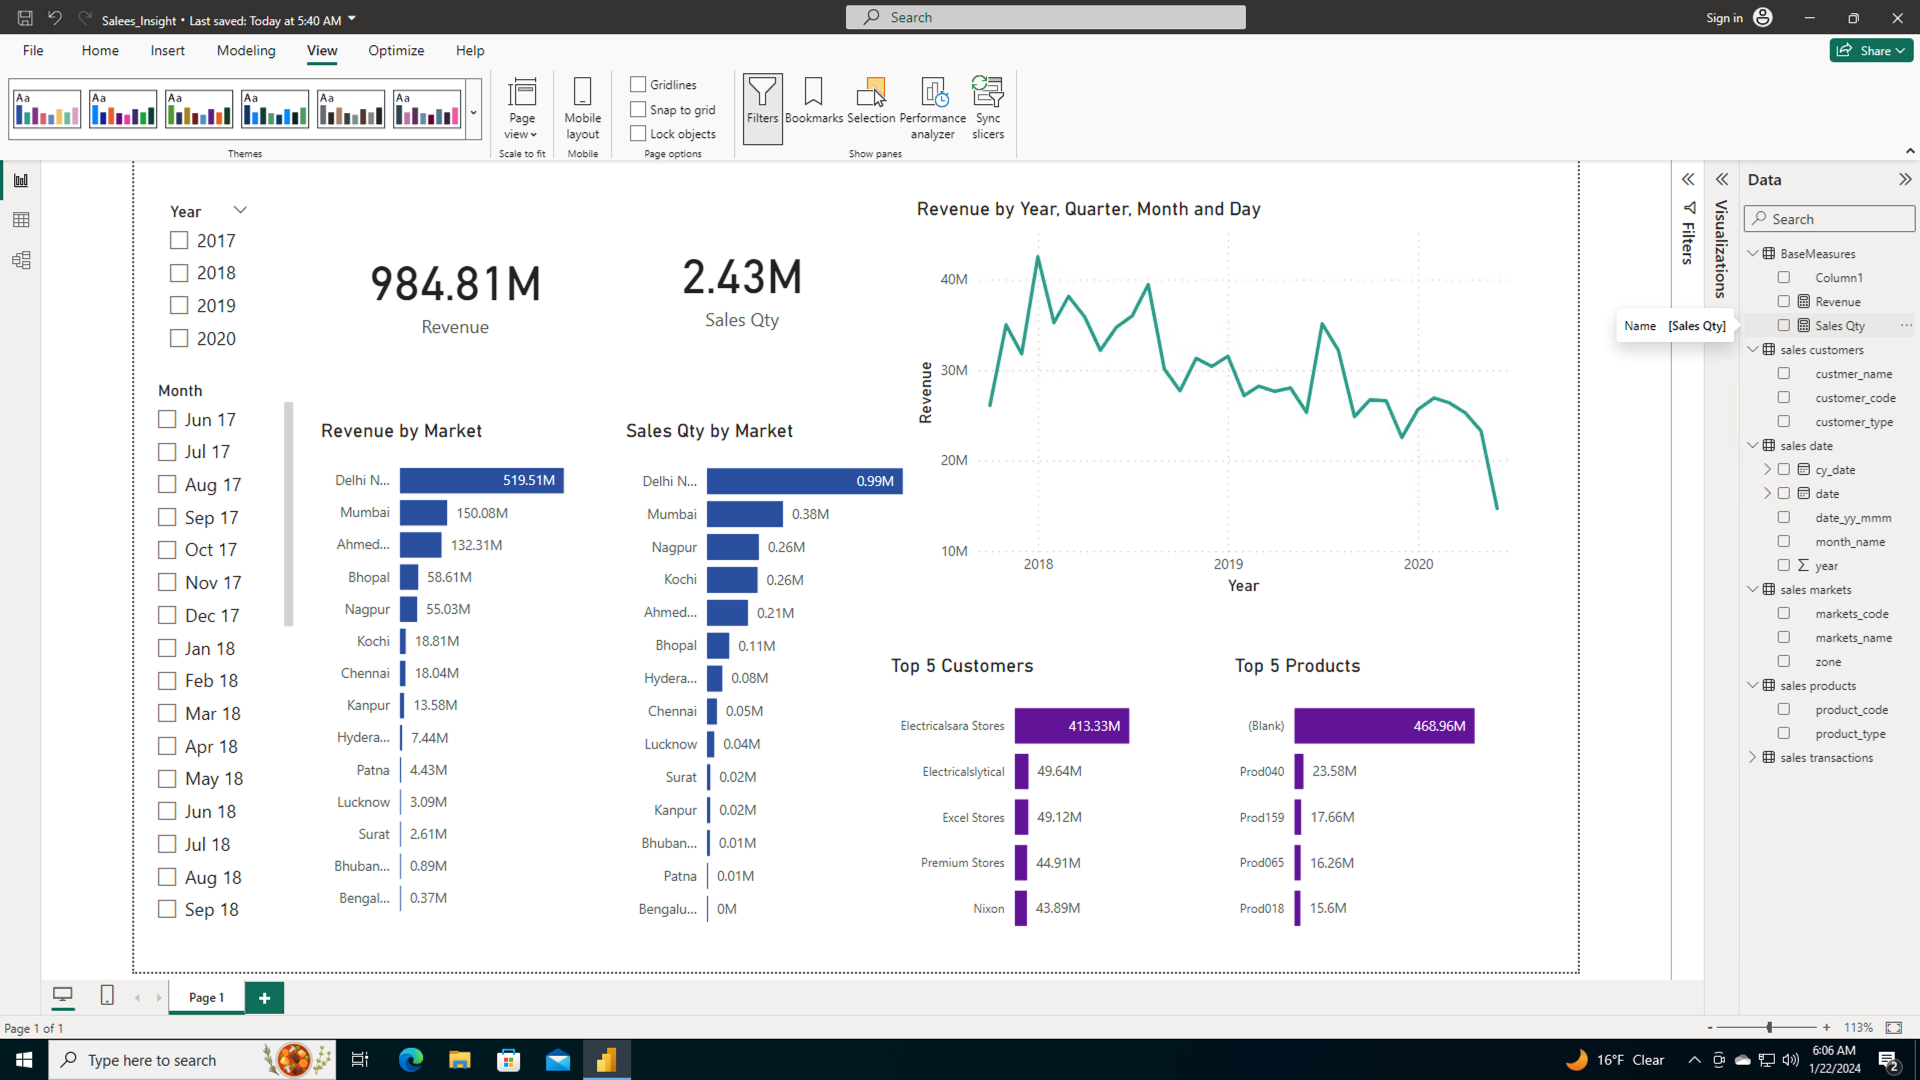 Salees_Insight • Last saved: Today at 5:40 AM
Search
Sign in
File
Home
Insert
Modeling
View
Optimize
Help
Share
Aa
Aa
Aa
Aa
Aa
Aa
Themes
Page view
Scale to fit
Mobile layout
Mobile
Gridlines
Snap to grid
Lock objects
Page options
Filters
Bookmarks
Selection
Performance analyzer
Sync slicers
Show panes
Year
2017
2018
2019
2020
Month
Jun 17
Jul 17
Aug 17
Sep 17
Oct 17
Nov 17
Dec 17
Jan 18
Feb 18
Mar 18
Apr 18
May 18
Jun 18
Jul 18
Aug 18
Sep 18
984.81M
Revenue
2.43M
Sales Qty
Revenue by Market
Delhi N... 519.51M
Mumbai 150.08M
Ahmed... 132.31M
Bhopal 58.61M
Nagpur 55.03M
Kochi 18.81M
Chennai 18.04M
Kanpur 13.58M
Hydera... 7.44M
Patna 4.43M
Lucknow 3.09M
Surat 2.61M
Bhuban... 0.89M
Bengal... 0.37M
Sales Qty by Market
Delhi N... 0.99M
Mumbai 0.38M
Nagpur 0.26M
Kochi 0.26M
Ahmed... 0.21M
Bhopal 0.11M
Hydera... 0.08M
Chennai 0.05M
Lucknow 0.04M
Surat 0.02M
Kanpur 0.02M
Bhuban... 0.01M
Patna 0.01M
Bengalu... 0M
Revenue by Year, Quarter, Month and Day
Revenue
40M
30M
20M
10M
2018 2019 2020
Year
Top 5 Customers
Electricalsara Stores 413.33M
Electricalslytical 49.64M
Excel Stores 49.12M
Premium Stores 44.91M
Nixon 43.89M
Top 5 Products
(Blank) 468.96M
Prod040 23.58M
Prod159 17.66M
Prod065 16.26M
Prod018 15.6M
Filters
Visualizations
Name [Sales Qty]
Data
Search
BaseMeasures
Column1
Revenue
Sales Qty
sales customers
custmer_name
customer_code
customer_type
sales date
cy_date
date
date_yy_mmm
month_name
year
sales markets
markets_code
markets_name
zone
sales products
product_code
product_type
sales transactions
Page 1
Page 1 of 1
- + 113%
Type here to search
16°F Clear
6:06 AM
1/22/2024
2